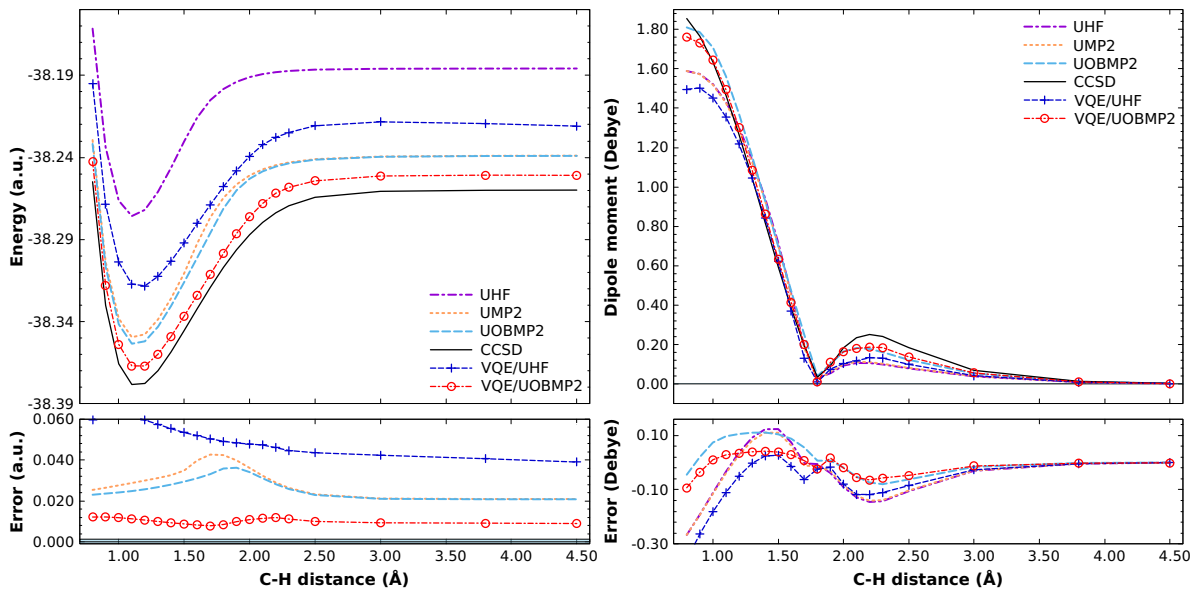 -38.19
-38.24
-38.29
-38.34
-38.39
Energy (a.u.)
UHF
UMP2
UOBMP2
CCSD
VQE/UHF
VQE/UOBMP2
0.060
0.040
0.020
0.000
Error (a.u.)
1.00 1.50 2.00 2.50 3.00 3.50 4.00 4.50
C-H distance (Å)
1.80
1.60
1.40
1.20
1.00
0.80
0.60
0.40
0.20
0.00
Dipole moment (Debye)
UHF
UMP2
UOBMP2
CCSD
VQE/UHF
VQE/UOBMP2
0.10
-0.10
-0.30
Error (Debye)
1.00 1.50 2.00 2.50 3.00 3.50 4.00 4.50
C-H distance (Å)